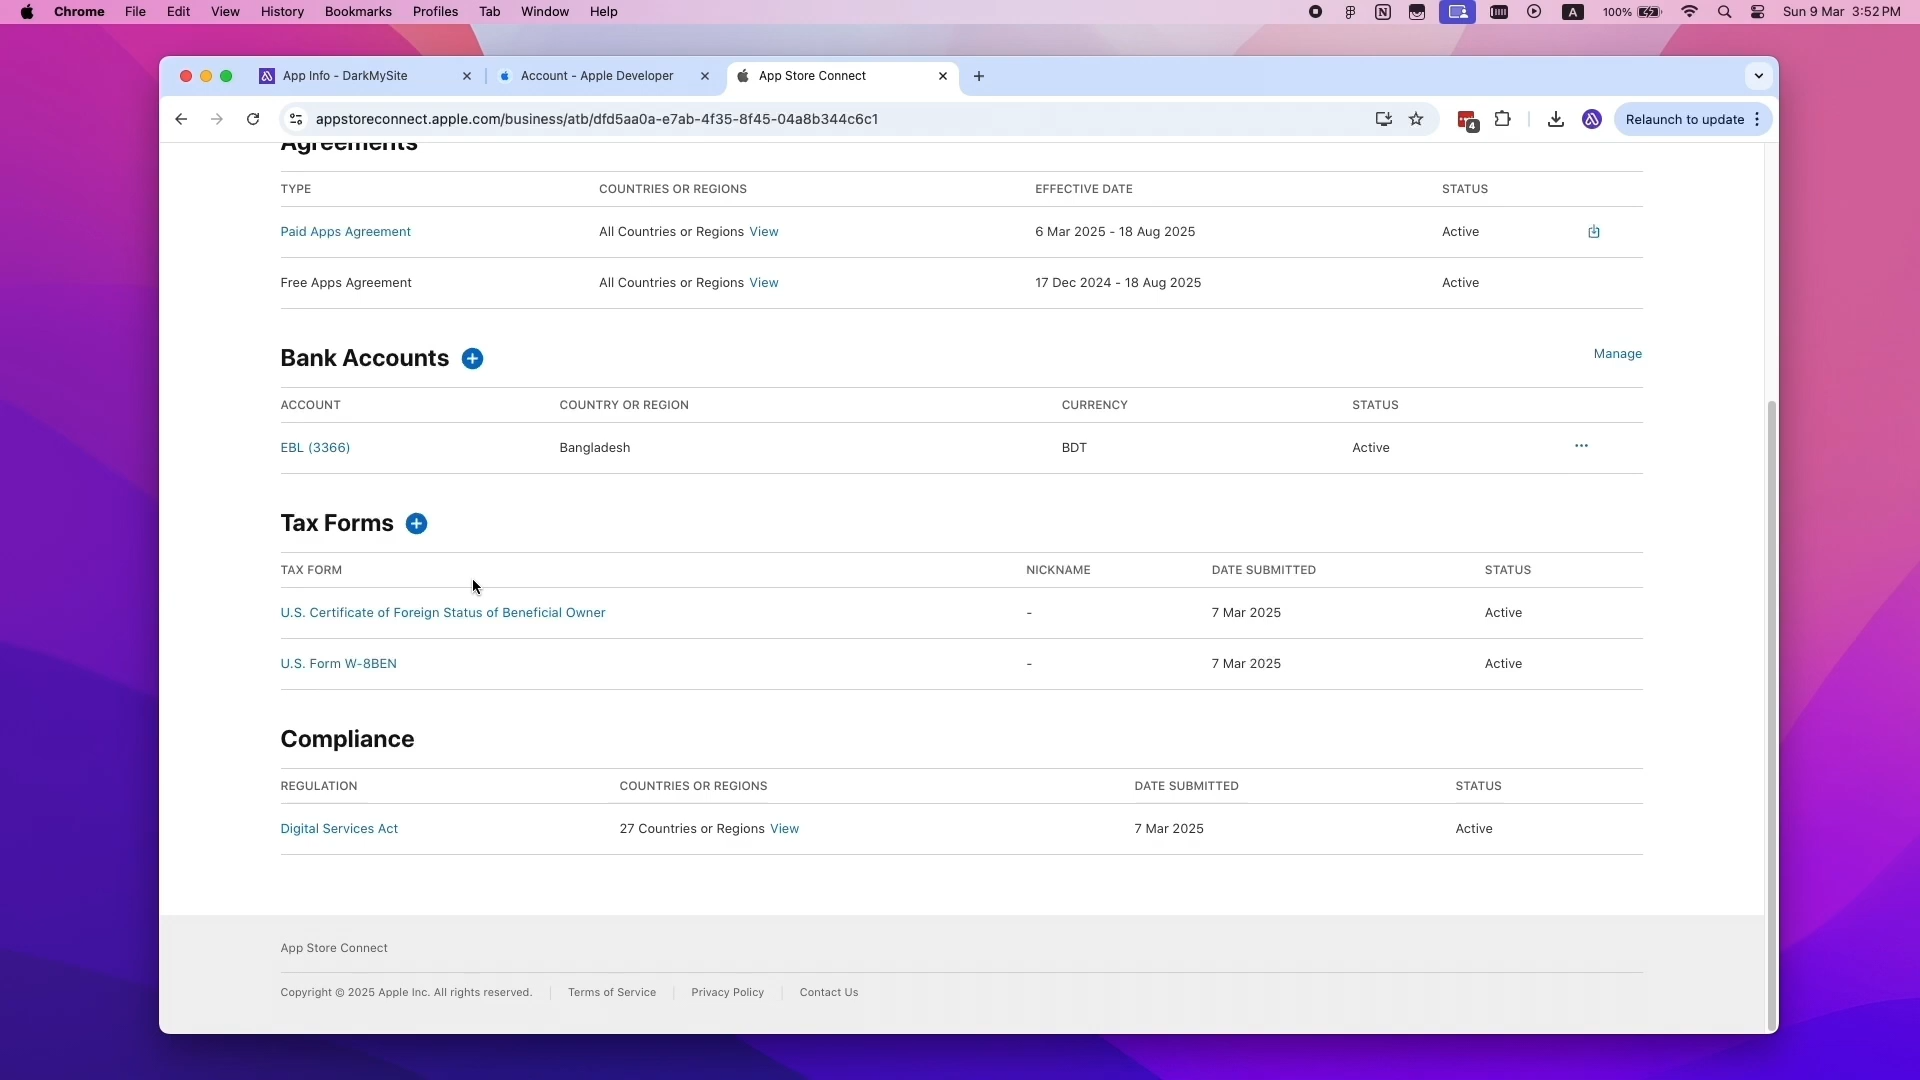 Chrome File Edit View History Bookmarks Profiles Tab Window Help A 100% Sun 9 Mar 3:52 PM
App Info - DarkMySite Account - Apple Developer App Store Connect
appstoreconnect.apple.com/business/atb/dfd5aa0a-e7ab-4f35-8f45-04a8b344c6c1 4 Relaunch to update
Agreements
TYPE COUNTRIES OR REGIONS EFFECTIVE DATE STATUS
Paid Apps Agreement All Countries or Regions View 6 Mar 2025 - 18 Aug 2025 Active
Free Apps Agreement All Countries or Regions View 17 Dec 2024 - 18 Aug 2025 Active
Bank Accounts Manage
ACCOUNT COUNTRY OR REGION CURRENCY STATUS
EBL (3366) Bangladesh BDT Active
Tax Forms
TAX FORM NICKNAME DATE SUBMITTED STATUS
U.S. Certificate of Foreign Status of Beneficial Owner - 7 Mar 2025 Active
U.S. Form W-8BEN - 7 Mar 2025 Active
Compliance
REGULATION COUNTRIES OR REGIONS DATE SUBMITTED STATUS
Digital Services Act 27 Countries or Regions View 7 Mar 2025 Active
App Store Connect
Copyright © 2025 Apple Inc. All rights reserved. Terms of Service Privacy Policy Contact Us